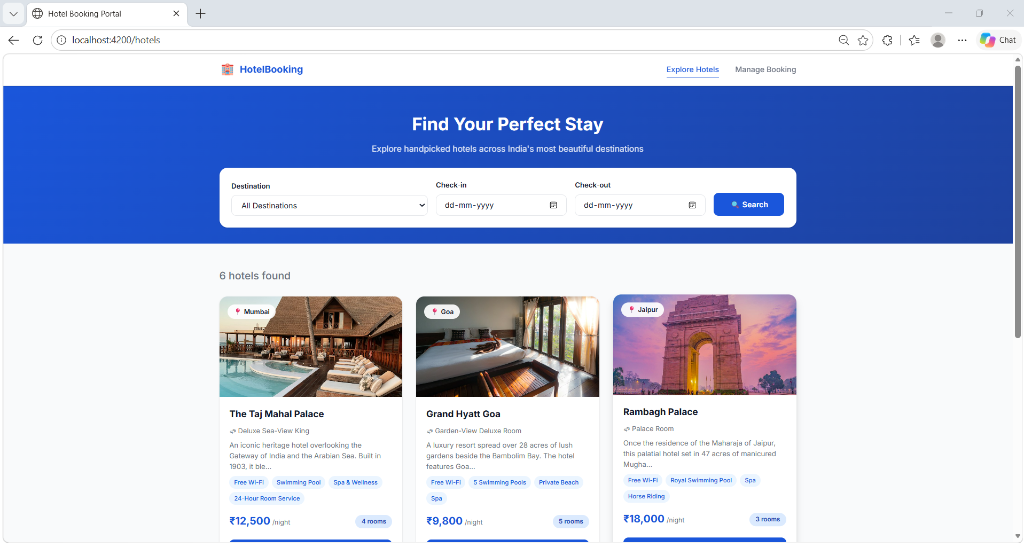 Hotel Booking Portal
localhost:4200/hotels
Chat
HotelBooking
Explore Hotels
Manage Booking
Find Your Perfect Stay
Explore handpicked hotels across India's most beautiful destinations
Destination
All Destinations
Check-in
dd-mm-yyyy
Check-out
dd-mm-yyyy
Search
6 hotels found
Mumbai
The Taj Mahal Palace
Deluxe Sea-View King
An iconic heritage hotel overlooking the
Gateway of India and the Arabian Sea. Built in
1903, it ble...
Free Wi-Fi
Swimming Pool
Spa & Wellness
24-Hour Room Service
₹12,500 /night
4 rooms
Goa
Grand Hyatt Goa
Garden-View Deluxe Room
A luxury resort spread over 28 acres of lush
gardens beside the Bambolim Bay. The hotel
features Goa...
Free Wi-Fi
5 Swimming Pools
Private Beach
Spa
₹9,800 /night
5 rooms
Jaipur
Rambagh Palace
Palace Room
Once the residence of the Maharaja of Jaipur,
this palatial hotel set in 47 acres of manicured
Mugha...
Free Wi-Fi
Royal Swimming Pool
Spa
Horse Riding
₹18,000 /night
3 rooms